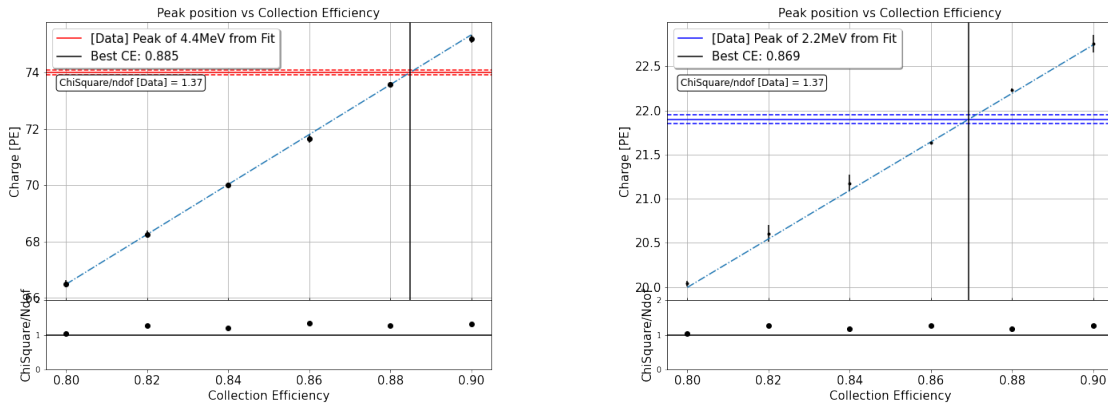 Peak position vs Collection Efficiency
[Data] Peak of 4.4MeV from Fit
Best CE: 0.885
ChiSquare/ndof [Data] = 1.37
Charge [PE]
74
72
70
68
66
ChiSquare/Ndof
2
1
0
0.80 0.82 0.84 0.86 0.88 0.90
Collection Efficiency
Peak position vs Collection Efficiency
[Data] Peak of 2.2MeV from Fit
Best CE: 0.869
ChiSquare/ndof [Data] = 1.37
Charge [PE]
22.5
22.0
21.5
21.0
20.5
20.0
ChiSquare/Ndof
2
1
0
0.80 0.82 0.84 0.86 0.88 0.90
Collection Efficiency